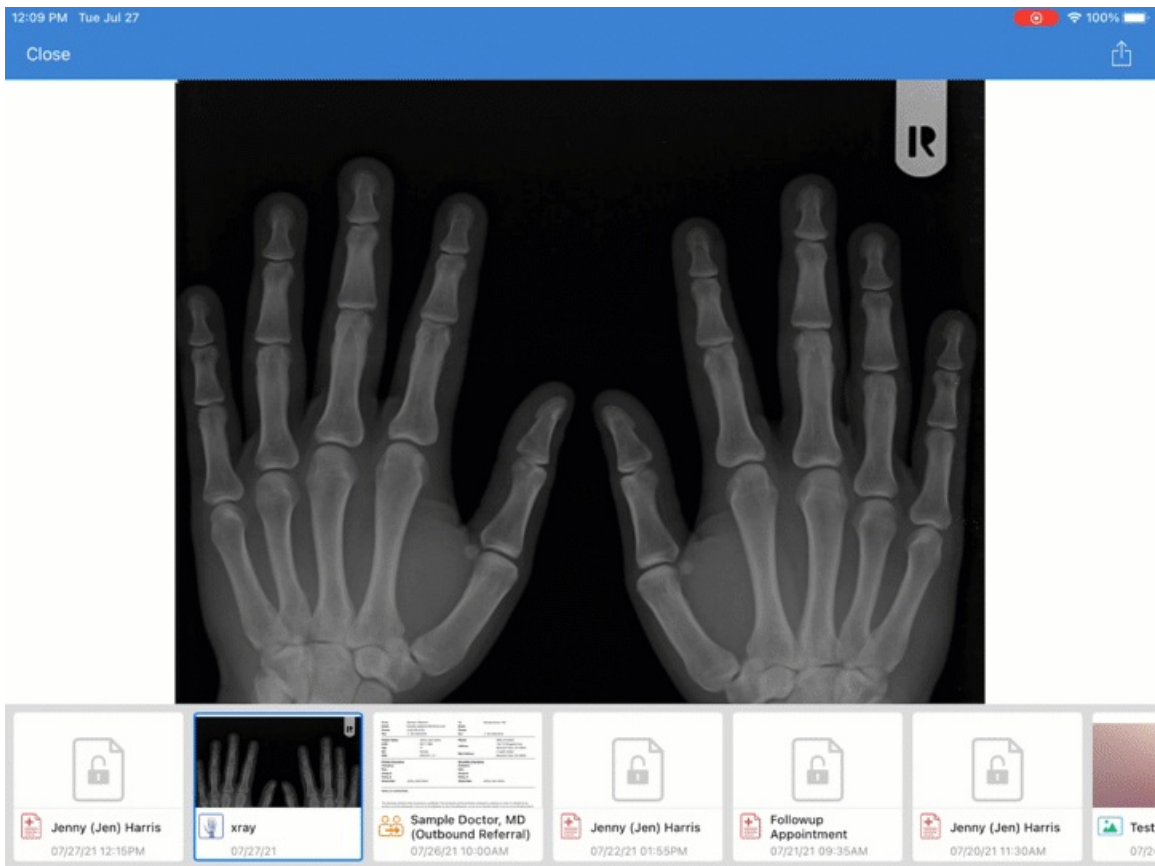 12:09 PM Tue Jul 27
100%
Close
R
Jenny (Jen) Harris
07/27/21 12:15PM
xray
07/27/21
Sample Doctor, MD
(Outbound Referral)
07/26/21 10:00AM
Jenny (Jen) Harris
07/22/21 01:55PM
Followup
Appointment
07/21/21 09:35AM
Jenny (Jen) Harris
07/20/21 11:30AM
Test
07/2